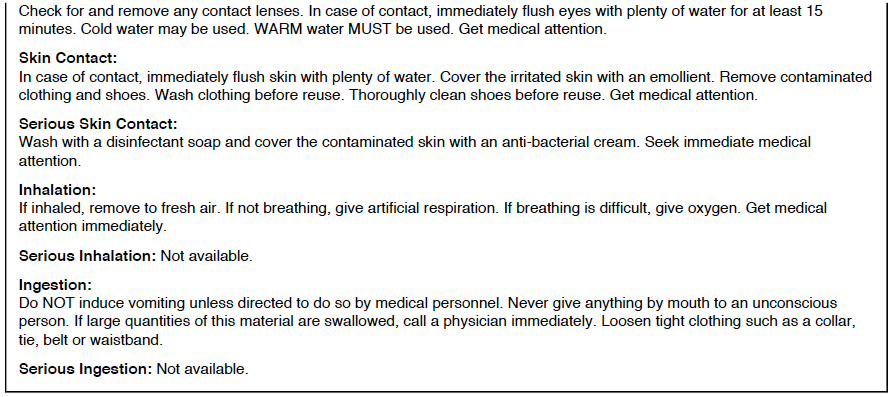 Check for and remove any contact lenses. In case of contact, immediately flush eyes with plenty of water for at least 15
minutes. Cold water may be used. WARM water MUST be used. Get medical attention.
Skin Contact:
In case of contact, immediately flush skin with plenty of water. Cover the irritated skin with an emollient. Remove contaminated
clothing and shoes. Wash clothing before reuse. Thoroughly clean shoes before reuse. Get medical attention.
Serious Skin Contact:
Wash with a disinfectant soap and cover the contaminated skin with an anti-bacterial cream. Seek immediate medical
attention.
Inhalation:
If inhaled, remove to fresh air. If not breathing, give artificial respiration. If breathing is difficult, give oxygen. Get medical
attention immediately.
Serious Inhalation: Not available.
Ingestion:
Do NOT induce vomiting unless directed to do so by medical personnel. Never give anything by mouth to an unconscious
person. If large quantities of this material are swallowed, call a physician immediately. Loosen tight clothing such as a collar,
tie, belt or waistband.
Serious Ingestion: Not available.